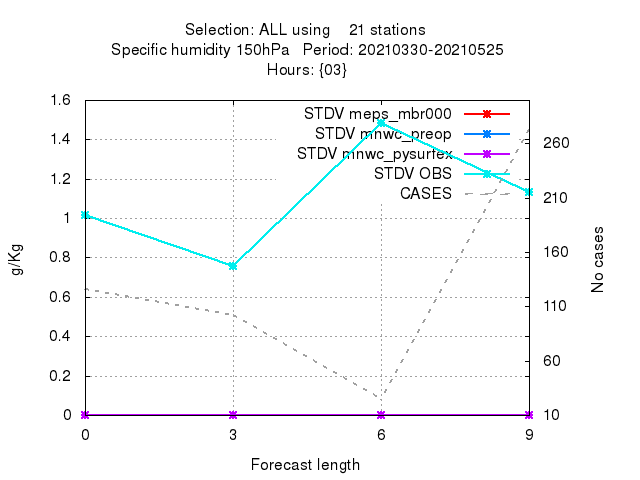 Selection: ALL using    21 stations
Specific humidity 150hPa   Period: 20210330-20210525
Hours: {03}
1.6
1.4
1.2
1
0.8
0.6
0.4
0.2
0
g/Kg
STDV meps_mbr000
STDV mnwc_preop
STDV mnwc_pysurfex
STDV OBS
CASES
260
210
160
110
60
10
No cases
0
3
6
9
Forecast length